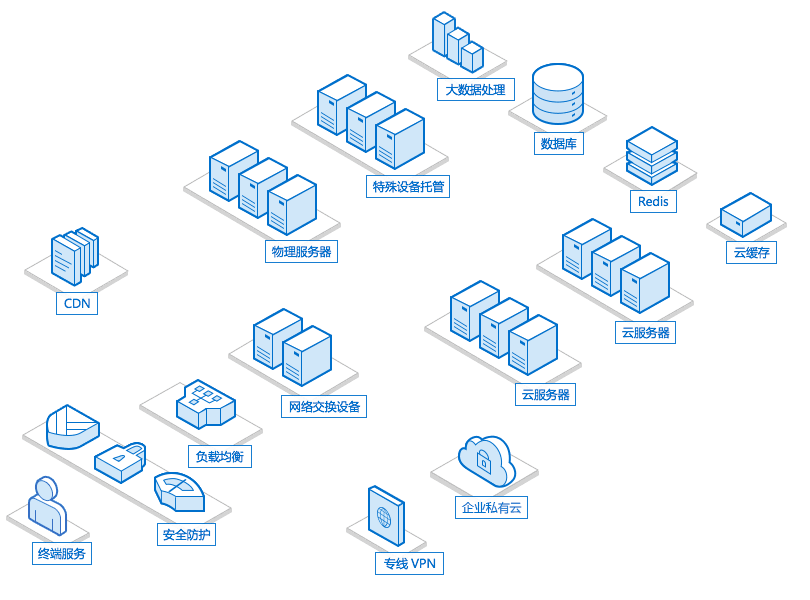 大数据处理
数据库
特殊设备托管
Redis
物理服务器
云缓存
CDN
云服务器
云服务器
网络交换设备
负载均衡
企业私有云
安全防护
终端服务
专线 VPN